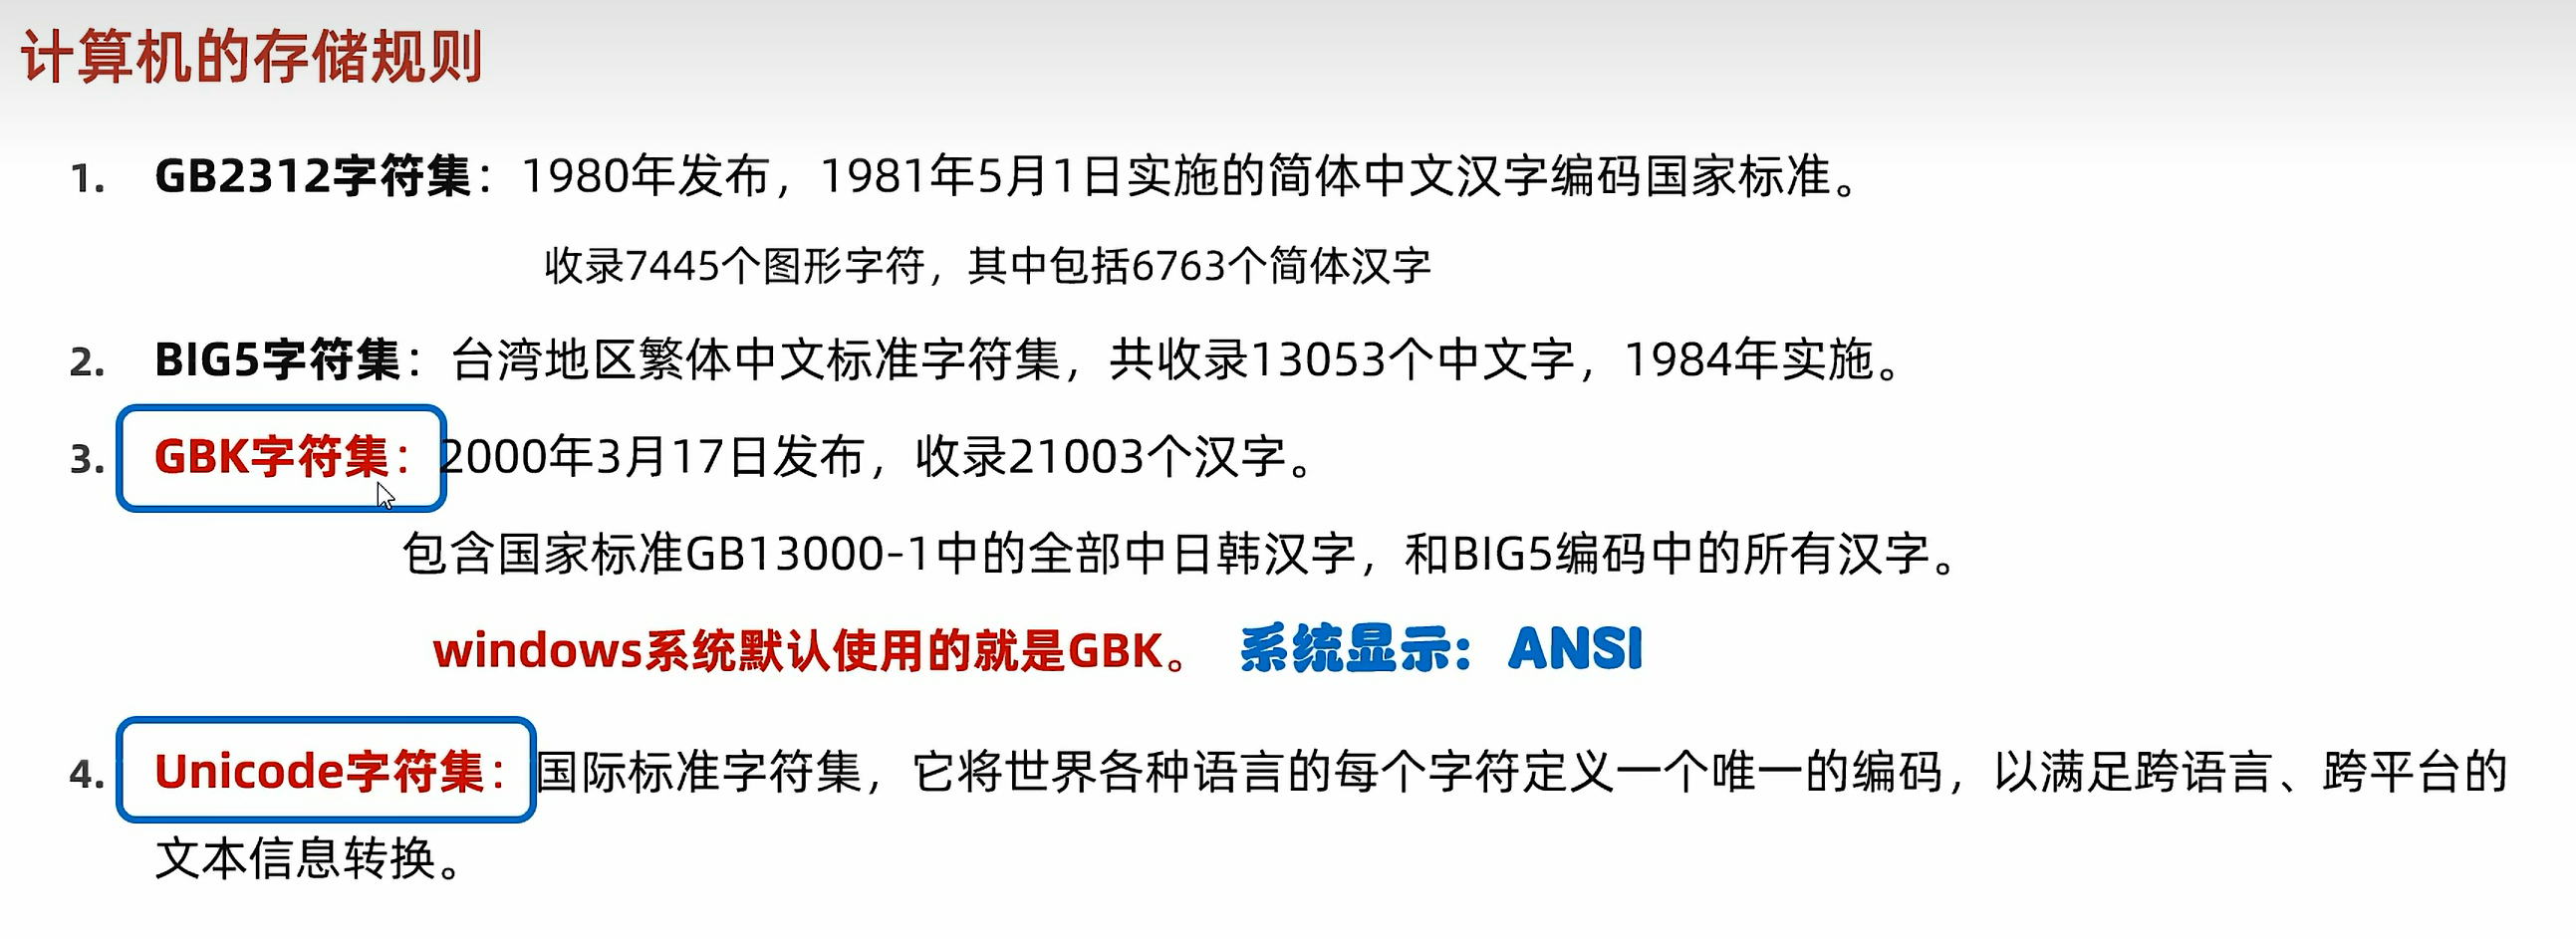 计算机的存储规则
1. GB2312字符集：1980年发布，1981年5月1日实施的简体中文汉字编码国家标准。
收录7445个图形字符，其中包括6763个简体汉字
2. BIG5字符集：台湾地区繁体中文标准字符集，共收录13053个中文字，1984年实施。
3. GBK字符集：2000年3月17日发布，收录21003个汉字。
包含国家标准GB13000-1中的全部中日韩汉字，和BIG5编码中的所有汉字。
windows系统默认使用的就是GBK。 系统显示：ANSI
4. Unicode字符集：国际标准字符集，它将世界各种语言的每个字符定义一个唯一的编码，以满足跨语言、跨平台的
文本信息转换。